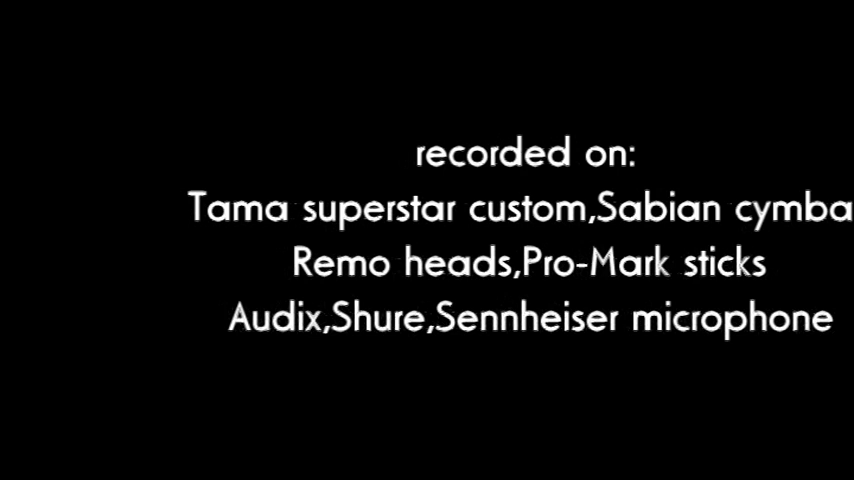 recorded on:
Tama superstar custom,Sabian cymba
Remo heads,Pro-Mark sticks
Audix,Shure,Sennheiser microphone